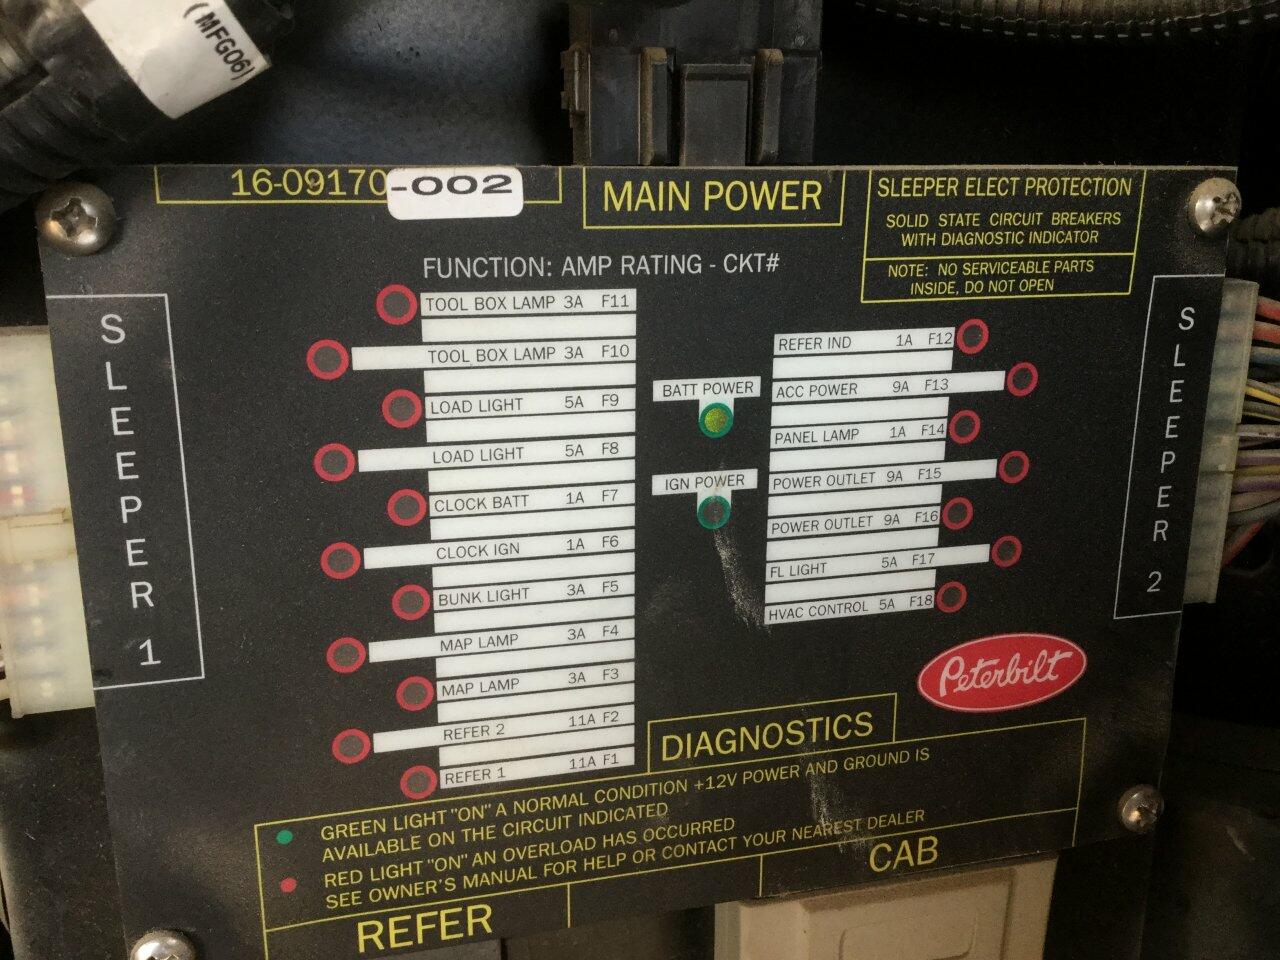 (MFG06)
16-09170-002
MAIN POWER
SLEEPER ELECT PROTECTION
SOLID STATE CIRCUIT BREAKERS
WITH DIAGNOSTIC INDICATOR
NOTE: NO SERVICEABLE PARTS
INSIDE, DO NOT OPEN
FUNCTION: AMP RATING - CKT#
SLEEPER 1
TOOL BOX LAMP 3A F11
TOOL BOX LAMP 3A F10
LOAD LIGHT 5A F9
LOAD LIGHT 5A F8
CLOCK BATT 1A F7
CLOCK IGN 1A F6
BUNK LIGHT 3A F5
MAP LAMP 3A F4
MAP LAMP 3A F3
REFER 2 11A F2
REFER 1 11A F1
BATT POWER
IGN POWER
REFER IND 1A F12
ACC POWER 9A F13
PANEL LAMP 1A F14
POWER OUTLET 9A F15
POWER OUTLET 9A F16
FL LIGHT 5A F17
HVAC CONTROL 5A F18
SLEEPER 2
Peterbilt
DIAGNOSTICS
GREEN LIGHT "ON" A NORMAL CONDITION +12V POWER AND GROUND IS
AVAILABLE ON THE CIRCUIT INDICATED
RED LIGHT "ON" AN OVERLOAD HAS OCCURRED
SEE OWNER'S MANUAL FOR HELP OR CONTACT YOUR NEAREST DEALER
REFER
CAB